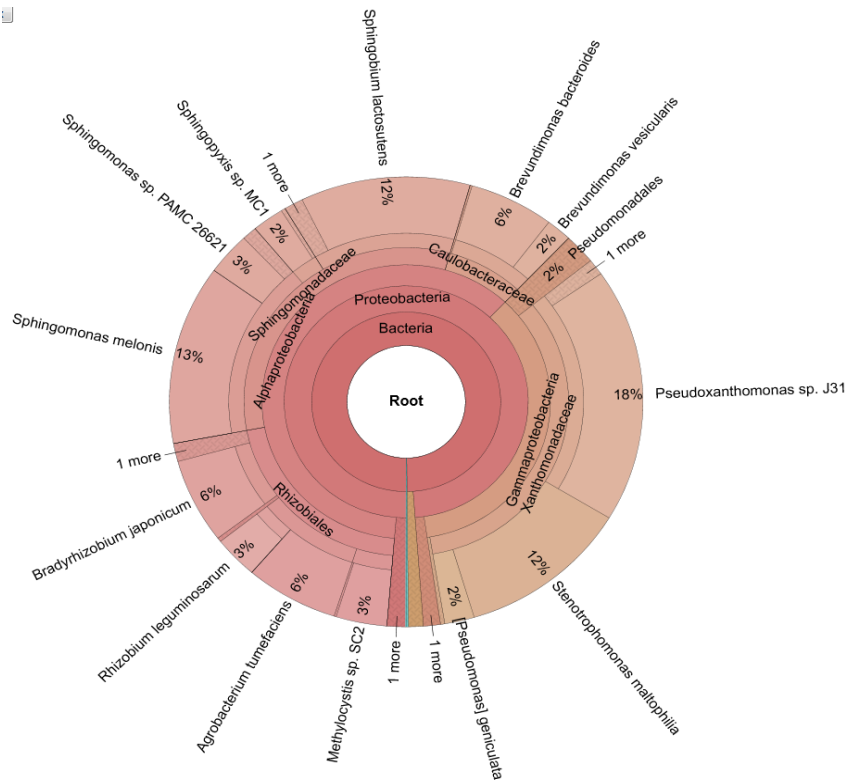 Sphingobium lactosutens
12%
Brevundimonas bacteroides
6%
Brevundimonas vesicularis
2%
Pseudomonadales
2%
1 more
Pseudoxanthomonas sp. J31
18%
Stenotrophomonas maltophilia
12%
[Pseudomonas] geniculata
2%
1 more
1 more
Methylocystis sp. SC2
3%
Agrobacterium tumefaciens
6%
Rhizobium leguminosarum
3%
Bradyrhizobium japonicum
6%
1 more
Sphingomonas melonis
13%
Sphingomonas sp. PAMC 26621
3%
Sphingopyxis sp. MC1
2%
1 more
Sphingomonadaceae
Caulobacteraceae
Alphaproteobacteria
Proteobacteria
Bacteria
Root
Gammaproteobacteria
Xanthomonadaceae
Rhizobiales